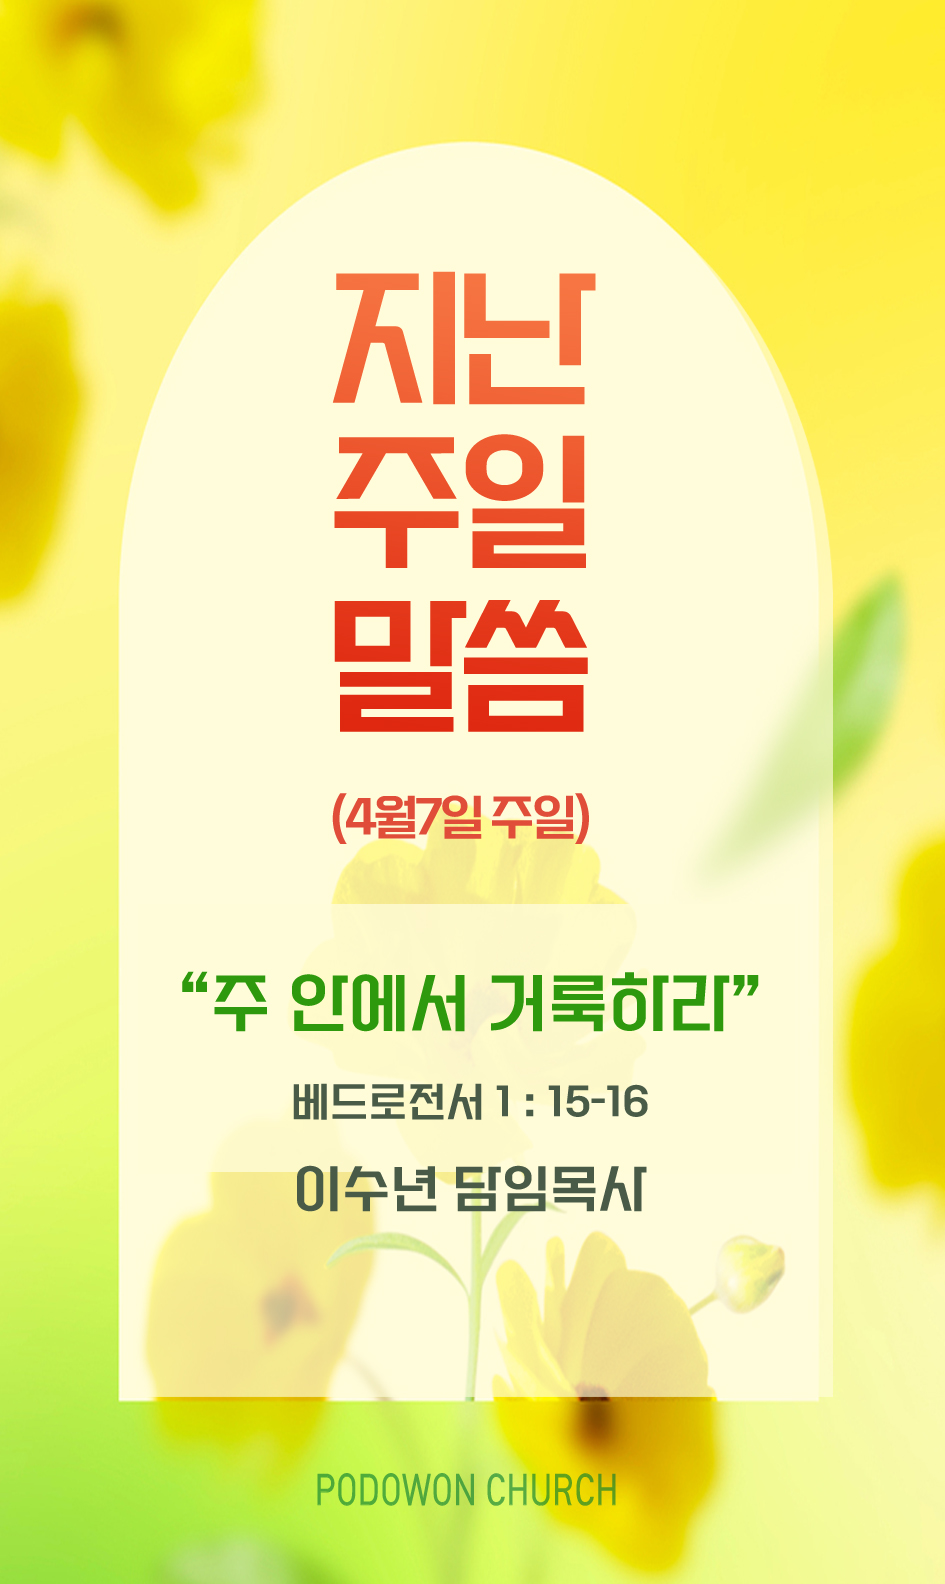 지난
주일
말씀
(4월7일 주일)
“주 안에서 거룩하라”
베드로전서 1 : 15-16
이수년 담임목사
PODOWON CHURCH